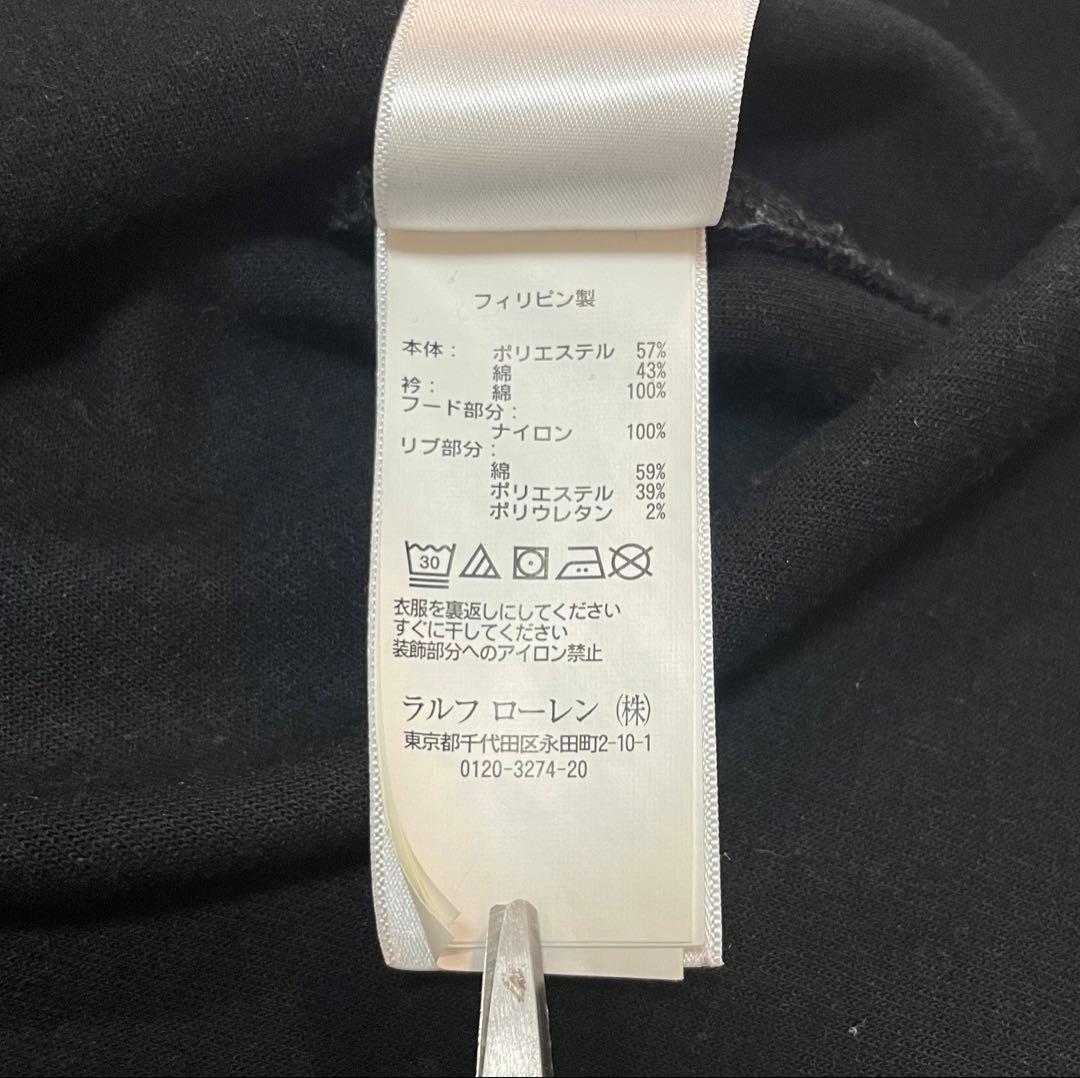 フィリピン製
本体: ポリエステル 57%
綿 43%
衿: 綿 100%
フード部分:
ナイロン 100%
リブ部分:
綿 59%
ポリエステル 39%
ポリウレタン 2%
30
衣服を裏返しにしてください
すぐに干してください
装飾部分へのアイロン禁止
ラルフ ローレン (株)
東京都千代田区永田町2-10-1
0120-3274-20